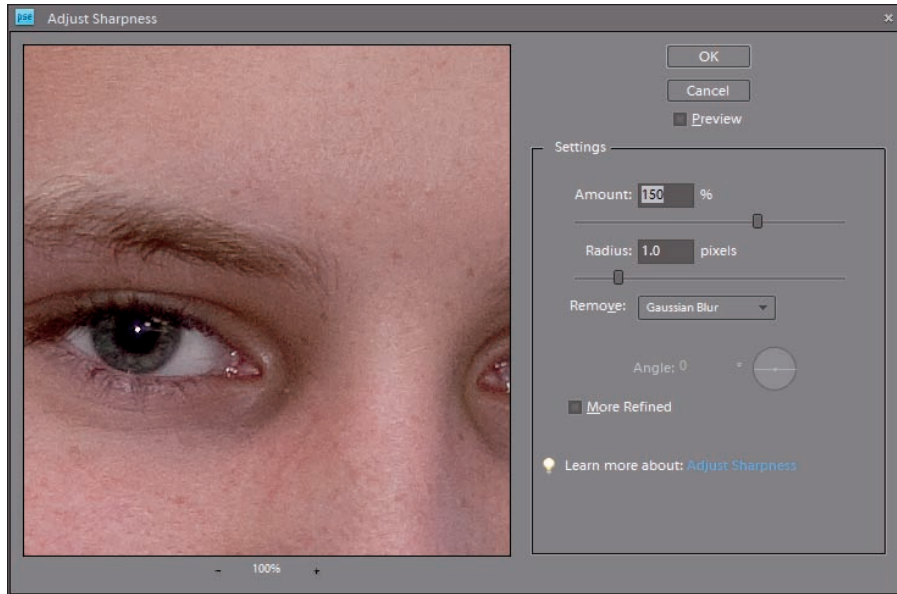 pse Adjust Sharpness ×
OK
Cancel
Preview
Settings
Amount: 150 %
Radius: 1.0 pixels
Remove: Gaussian Blur
Angle: 0 °
More Refined
Learn more about: Adjust Sharpness
- 100% +